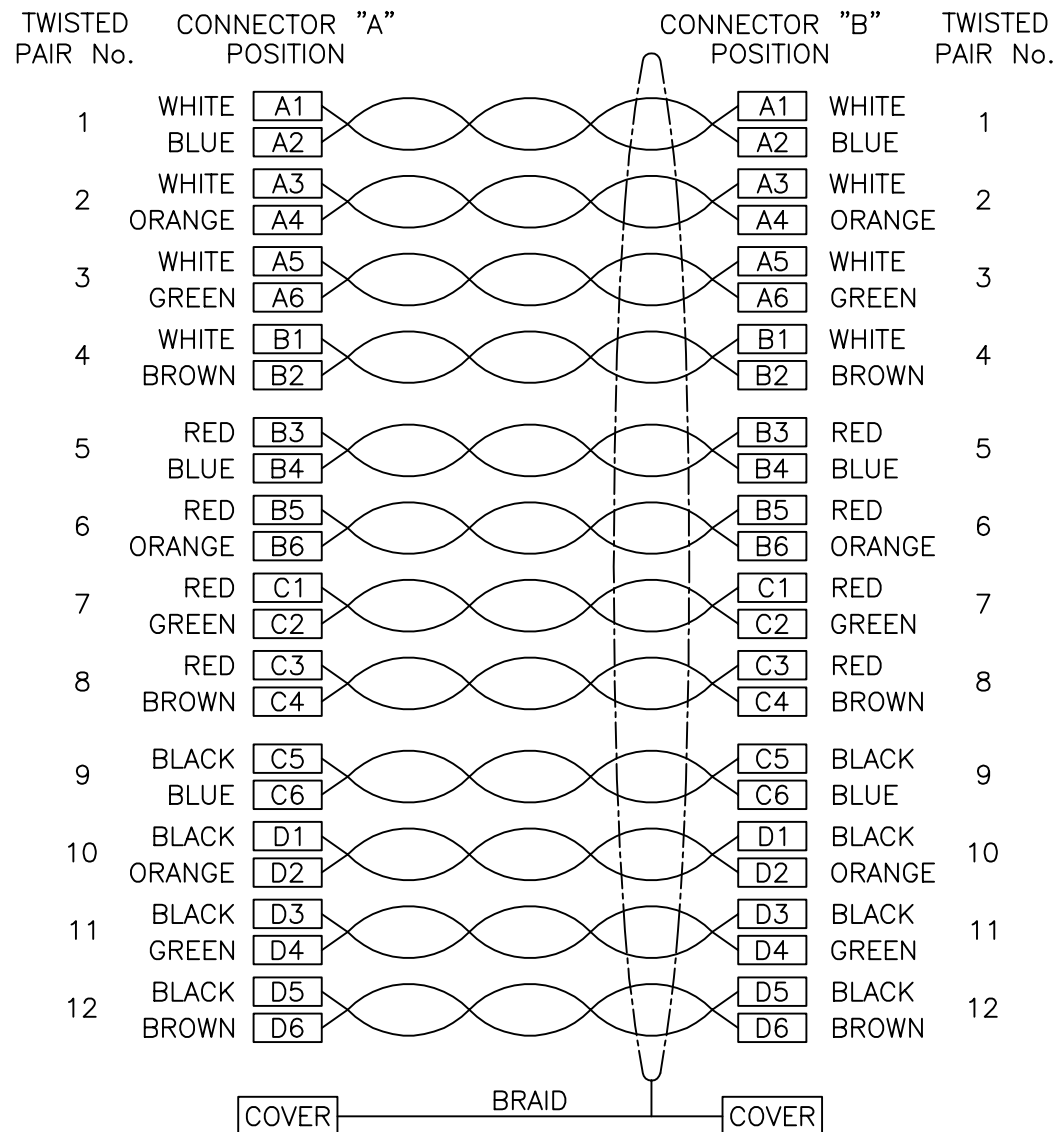 TWISTED CONNECTOR "A" CONNECTOR "B" TWISTED
PAIR No. POSITION POSITION PAIR No.
1 WHITE A1 A1 WHITE 1
BLUE A2 A2 BLUE
2 WHITE A3 A3 WHITE 2
ORANGE A4 A4 ORANGE
3 WHITE A5 A5 WHITE 3
GREEN A6 A6 GREEN
4 WHITE B1 B1 WHITE 4
BROWN B2 B2 BROWN
5 RED B3 B3 RED 5
BLUE B4 B4 BLUE
6 RED B5 B5 RED 6
ORANGE B6 B6 ORANGE
7 RED C1 C1 RED 7
GREEN C2 C2 GREEN
8 RED C3 C3 RED 8
BROWN C4 C4 BROWN
9 BLACK C5 C5 BLACK 9
BLUE C6 C6 BLUE
10 BLACK D1 D1 BLACK 10
ORANGE D2 D2 ORANGE
11 BLACK D3 D3 BLACK 11
GREEN D4 D4 GREEN
12 BLACK D5 D5 BLACK 12
BROWN D6 D6 BROWN
COVER BRAID COVER